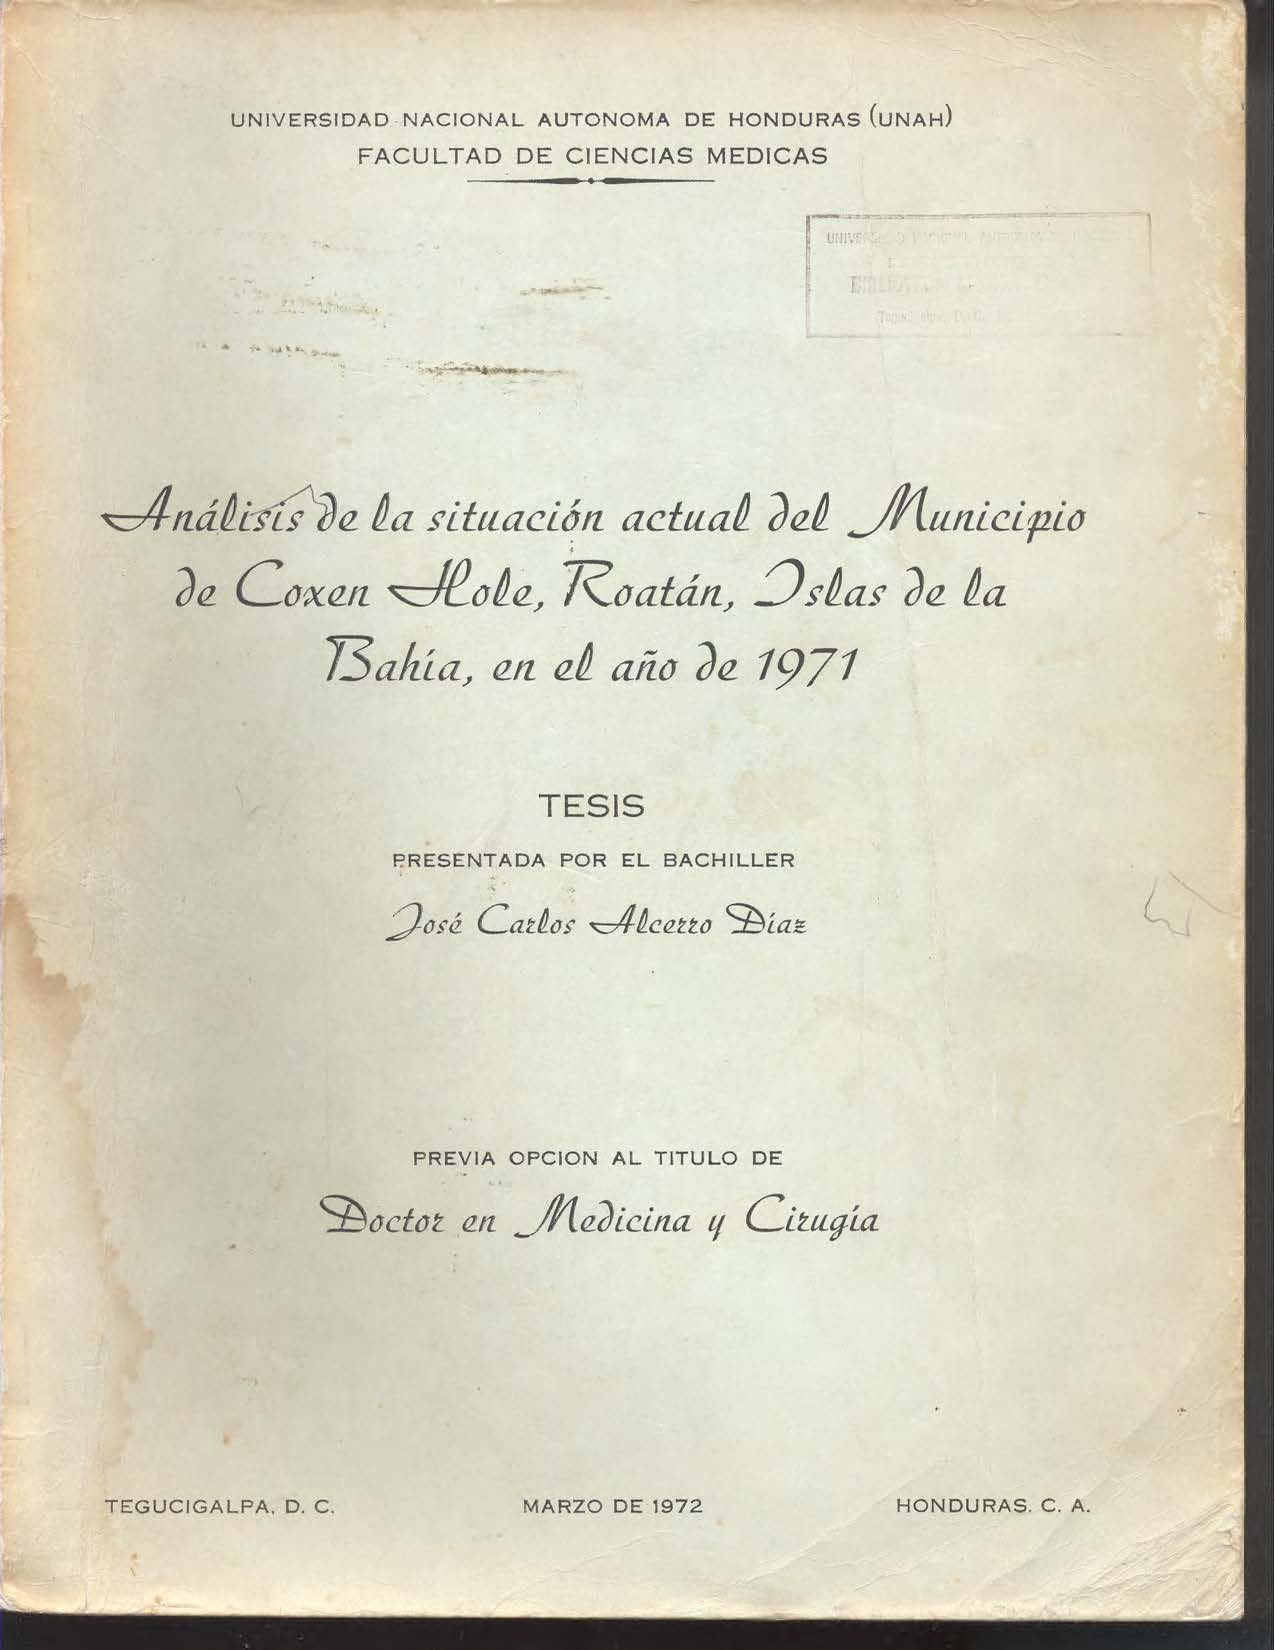 UNIVERSIDAD NACIONAL AUTONOMA DE HONDURAS (UNAH)
FACULTAD DE CIENCIAS MEDICAS
Análisis de la situación actual del Municipio
de Coxen Hole, Roatán, Islas de la
Bahía, en el año de 1971
TESIS
PRESENTADA POR EL BACHILLER
José Carlos Alcerro Díaz
PREVIA OPCION AL TITULO DE
Doctor en Medicina y Cirugía
TEGUCIGALPA, D. C. MARZO DE 1972 HONDURAS. C. A.